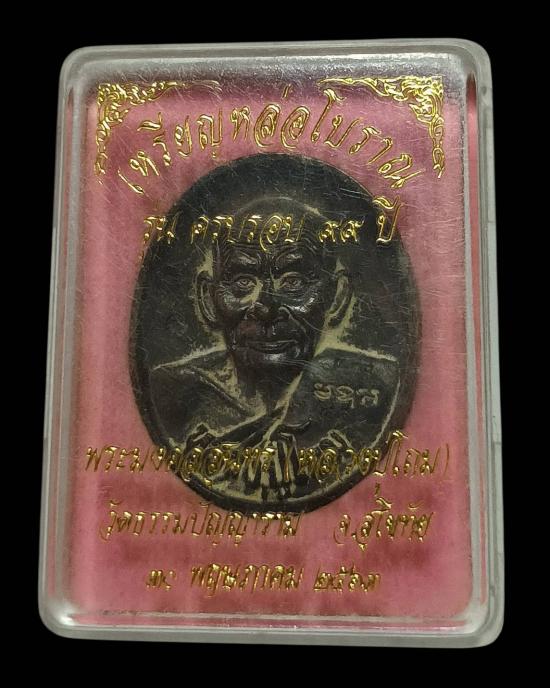 เหรียญหล่อโบราณ
รุ่น ครบรอบ ๙๙ ปี
พระมงคลสุนทร (หลวงปู่โถม)
วัดธรรมปัญญาราม จ.สุโขทัย
๓๐ พฤษภาคม ๒๕๖๓